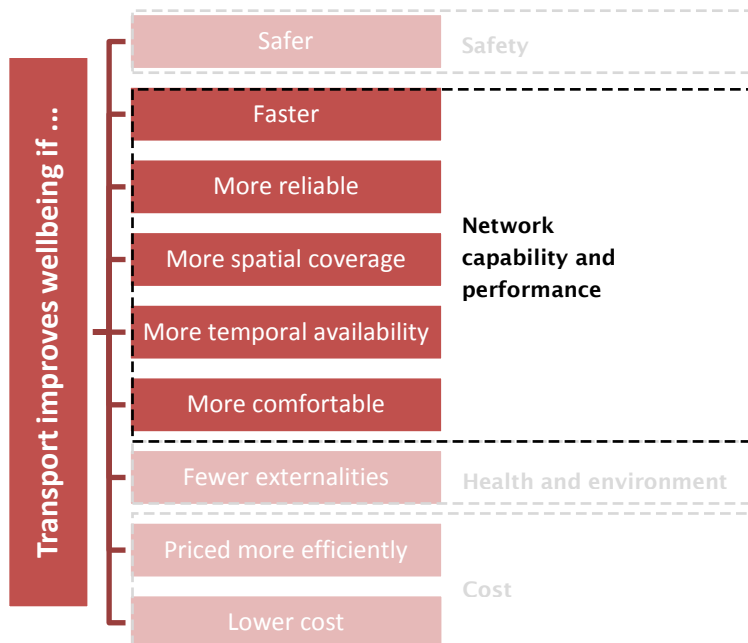 Transport improves wellbeing if ...
Safer
Safety
Faster
More reliable
More spatial coverage
More temporal availability
More comfortable
Network
capability and
performance
Fewer externalities
Health and environment
Priced more efficiently
Lower cost
Cost